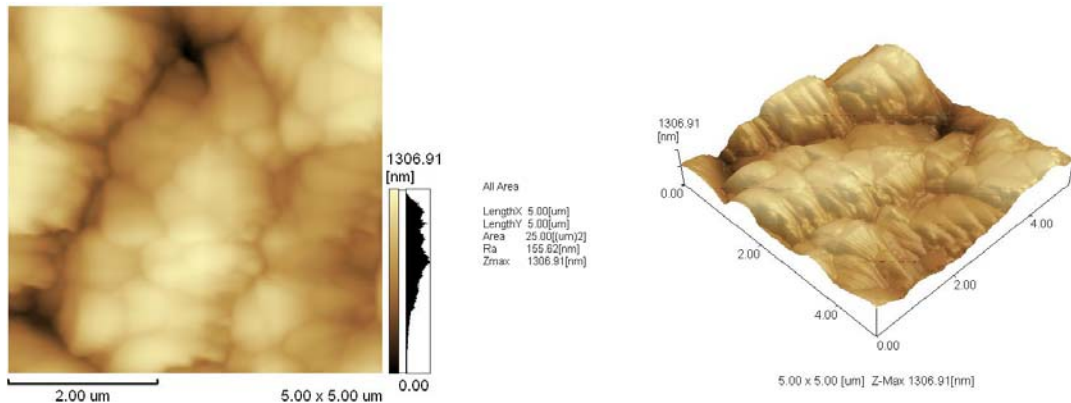 1306.91
[nm]
0.00
2.00 um
5.00 x 5.00 um
All Area
LengthX 5.00[um]
LengthY 5.00[um]
Area 25.00[(um)2]
Ra 155.62[nm]
Zmax 1306.91[nm]
1306.91
[nm]
0.00
2.00
4.00
0.00
2.00
4.00
5.00 x 5.00 [um] Z-Max 1306.91[nm]